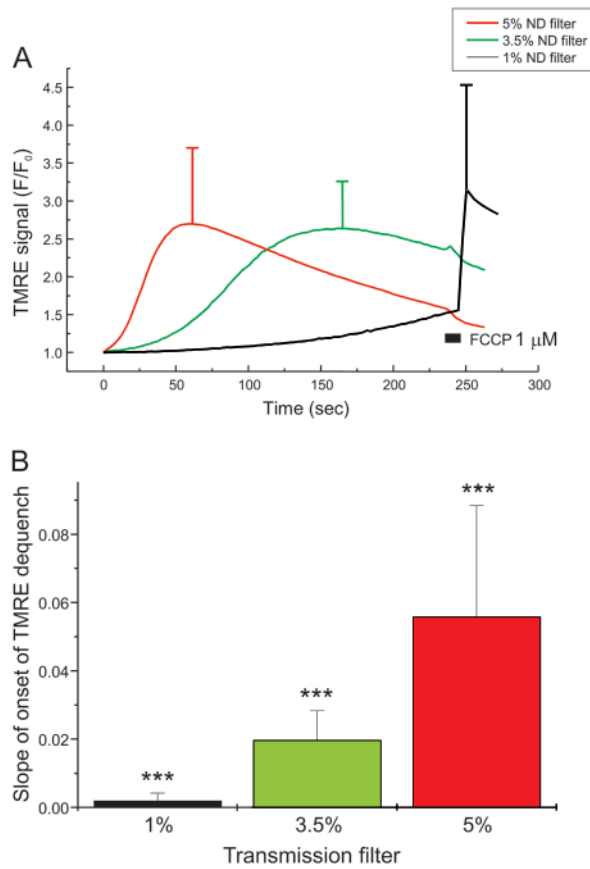 5% ND filter
3.5% ND filter
1% ND filter
A
TMRE signal (F/F0)
4.5
4.0
3.5
3.0
2.5
2.0
1.5
1.0
FCCP 1 μM
0 50 100 150 200 250 300
Time (sec)
B
Slope of onset of TMRE dequench
0.08
0.06
0.04
0.02
0.00
***
***
***
1% 3.5% 5%
Transmission filter